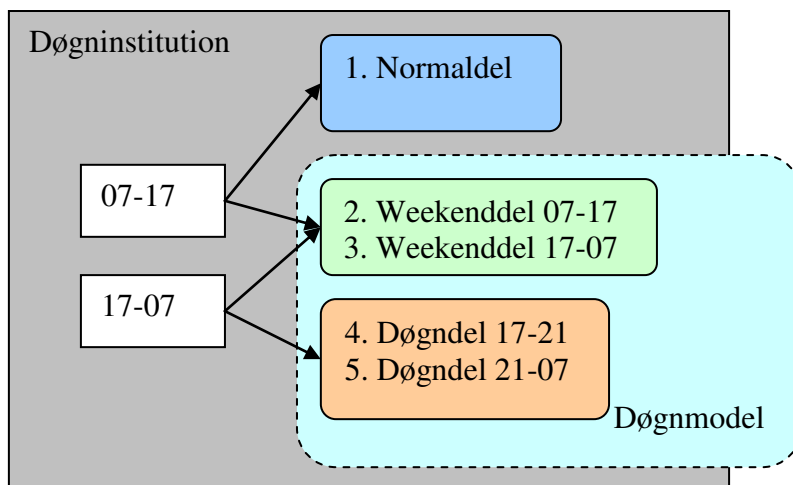 Døgninstitution
1. Normaldel
07-17
2. Weekenddel 07-17
3. Weekenddel 17-07
17-07
4. Døgndel 17-21
5. Døgndel 21-07
Døgnmodel